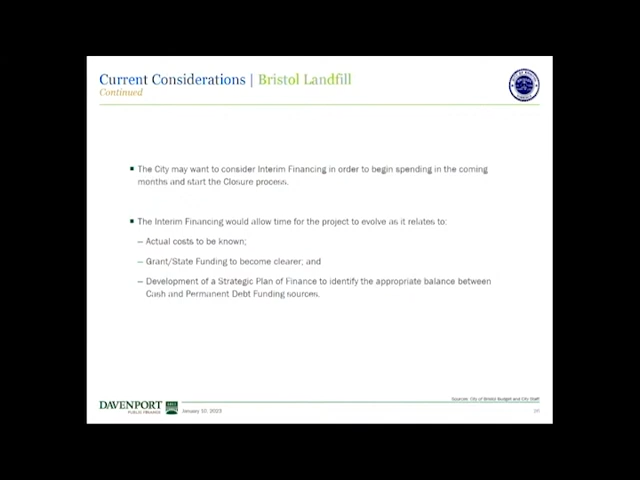 Current Considerations | Bristol Landfill
Continued
■ The City may want to consider Interim Financing in order to begin spending in the coming
months and start the Closure process.
■ The Interim Financing would allow time for the project to evolve as it relates to:
– Actual costs to be known;
– Grant/State Funding to become clearer; and
– Development of a Strategic Plan of Finance to identify the appropriate balance between
Cash and Permanent Debt Funding sources.
Sources: City of Bristol Budget and City Staff
DAVENPORT
PUBLIC FINANCE
January 10, 2023